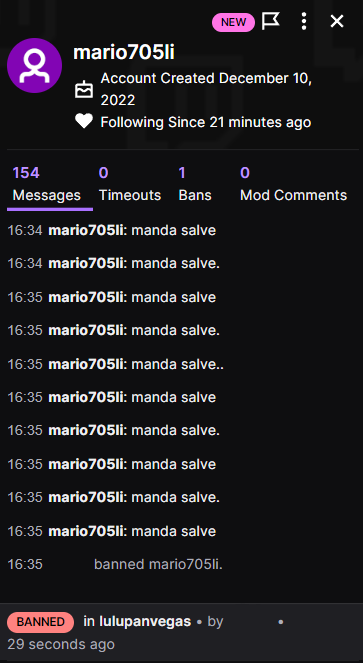 NEW
mario705li
Account Created December 10,
2022
Following Since 21 minutes ago
154 0 1 0
Messages Timeouts Bans Mod Comments
16:34 mario705li: manda salve
16:34 mario705li: manda salve.
16:35 mario705li: manda salve
16:35 mario705li: manda salve.
16:35 mario705li: manda salve..
16:35 mario705li: manda salve
16:35 mario705li: manda salve.
16:35 mario705li: manda salve
16:35 mario705li: manda salve.
16:35 mario705li: manda salve
16:35 banned mario705li.
BANNED in lulupanvegas • by •
29 seconds ago